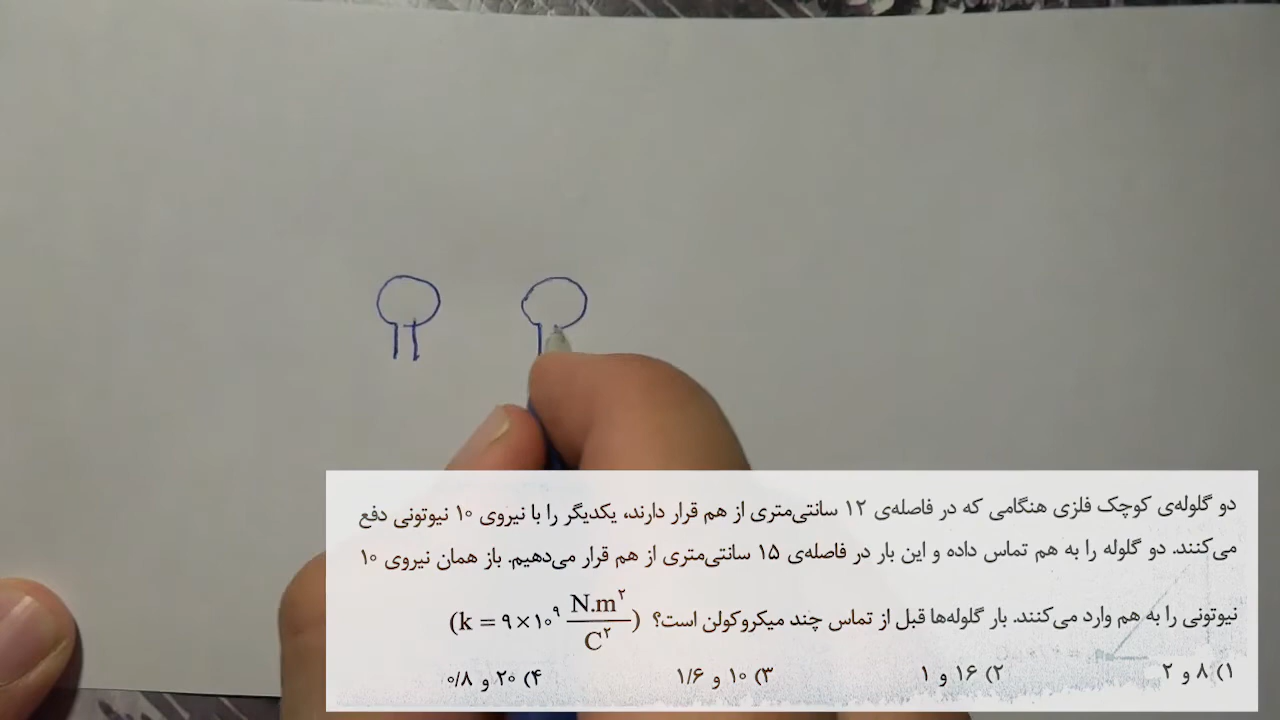 دو گلوله‌ی کوچک فلزی هنگامی که در فاصله‌ی ۱۲ سانتی‌متری از هم قرار دارند، یکدیگر را با نیروی ۱۰ نیوتونی دفع
می‌کنند. دو گلوله را به هم تماس داده و این بار در فاصله‌ی ۱۵ سانتی‌متری از هم قرار می‌دهیم. باز همان نیروی ۱۰
نیوتونی را به هم وارد می‌کنند. بار گلوله‌ها قبل از تماس چند میکروکولن است؟ (k = ۹×۱۰⁹ N.m²/C²)
۱) ۸ و ۲ ۲) ۱۶ و ۱ ۳) ۱۰ و ۱/۶ ۴) ۲۰ و ۰/۸